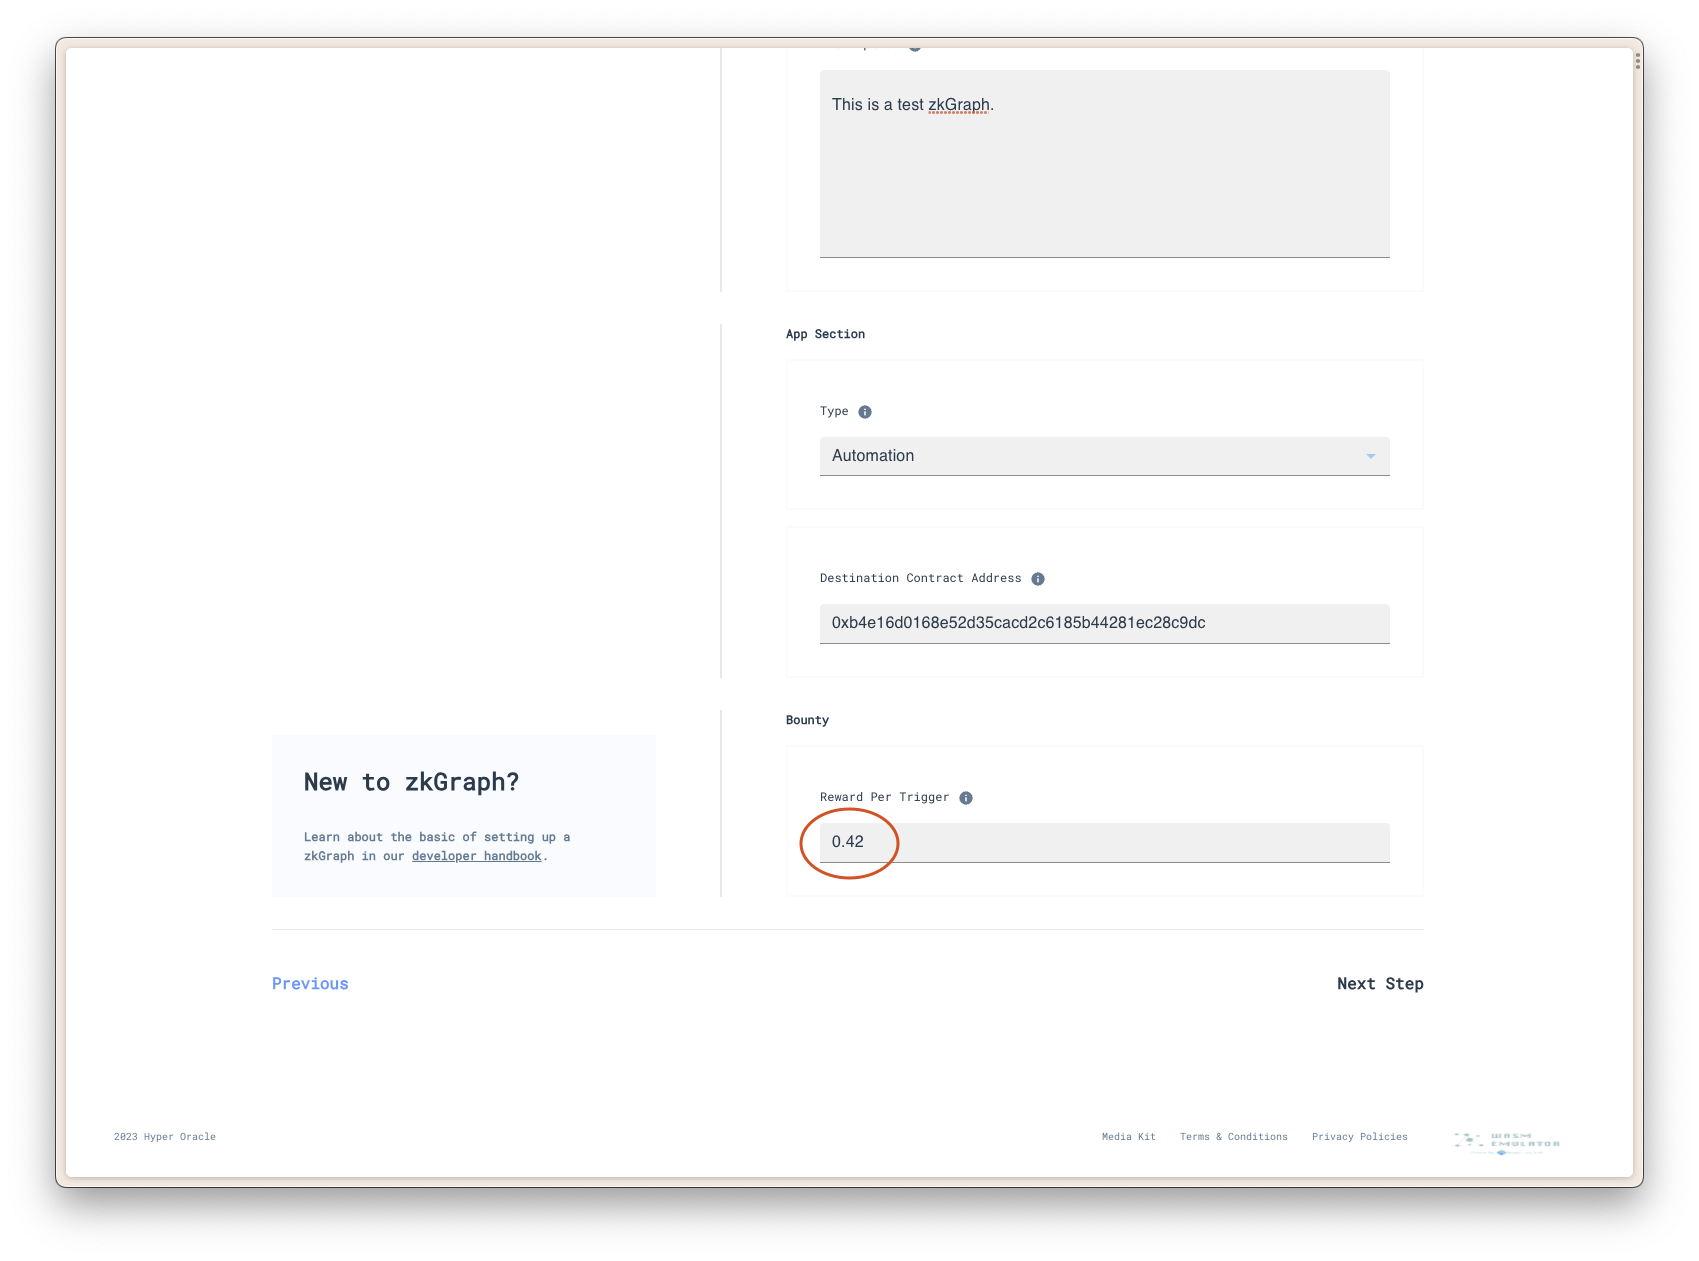 This is a test zkGraph.
App Section
Type
Automation
Destination Contract Address
0xb4e16d0168e52d35cacd2c6185b44281ec28c9dc
Bounty
New to zkGraph?
Learn about the basic of setting up a
zkGraph in our developer handbook.
Reward Per Trigger
0.42
Previous
Next Step
2023 Hyper Oracle
Media Kit
Terms & Conditions
Privacy Policies
WASM
EMULATOR